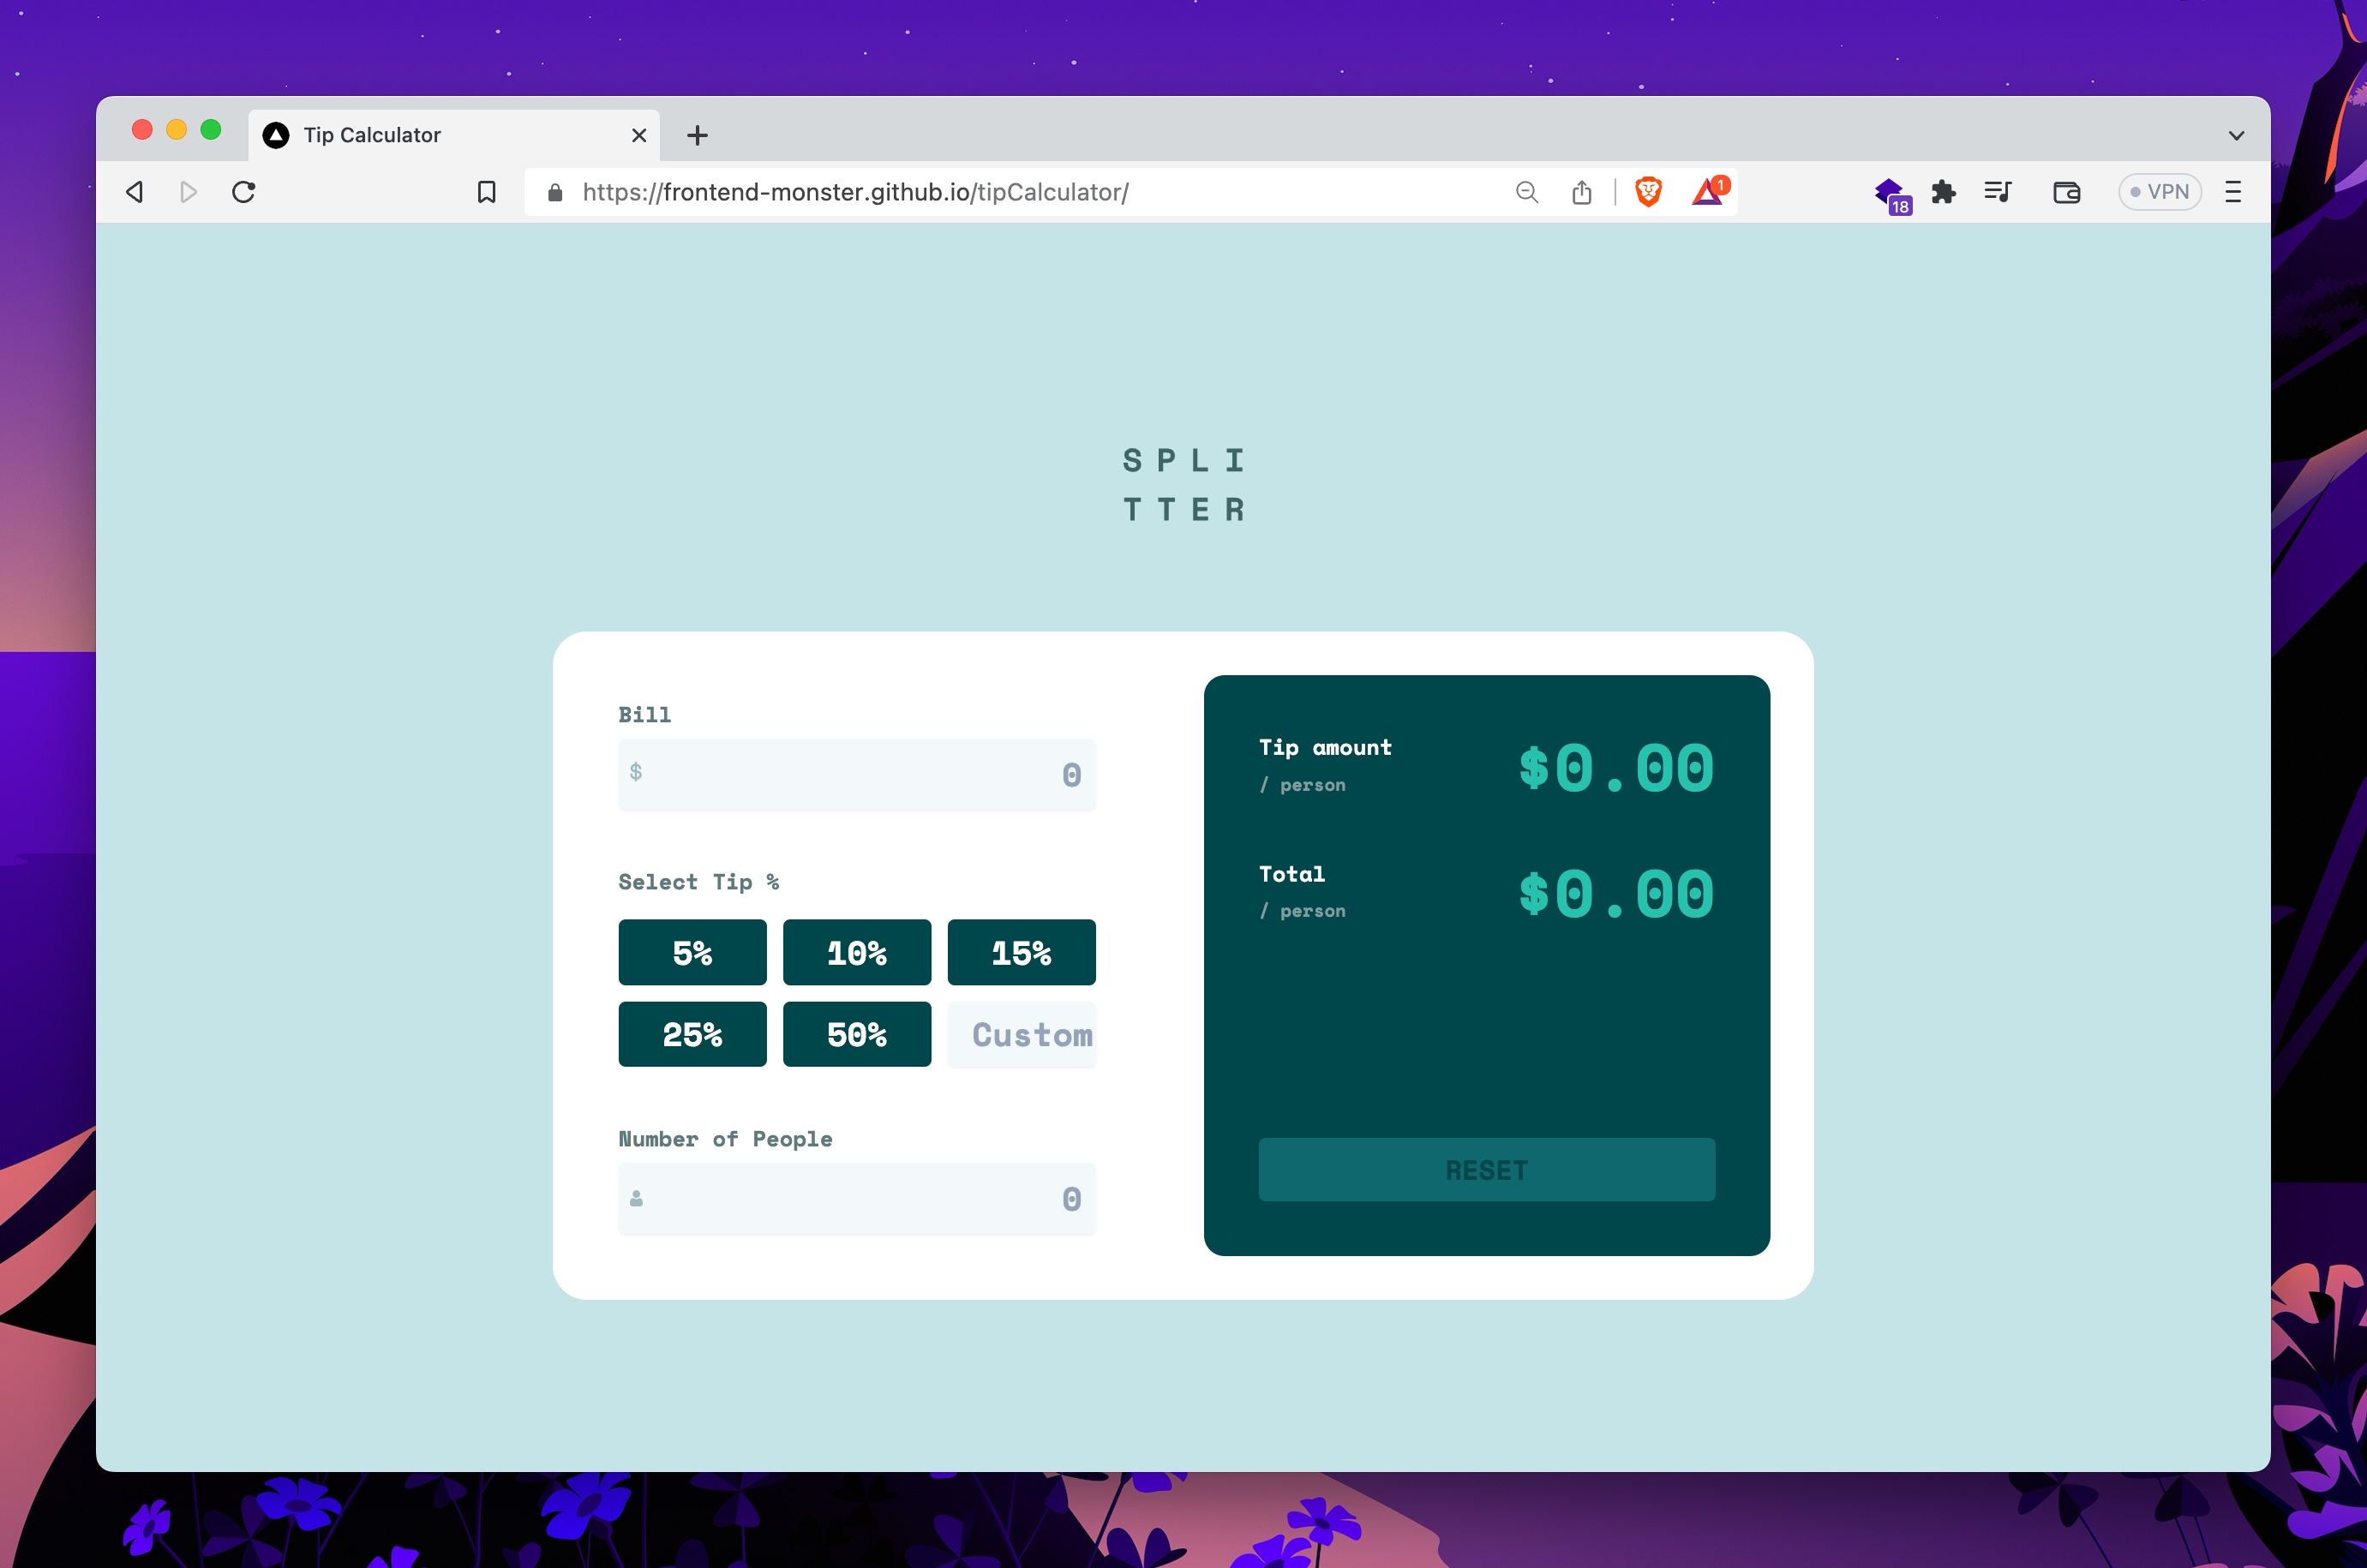 Tip Calculator
https://frontend-monster.github.io/tipCalculator/
1
18
VPN
SPLI
TTER
Bill
$ 0
Select Tip %
5% 10% 15%
25% 50% Custom
Number of People
0
Tip amount
/ person
$0.00
Total
/ person
$0.00
RESET